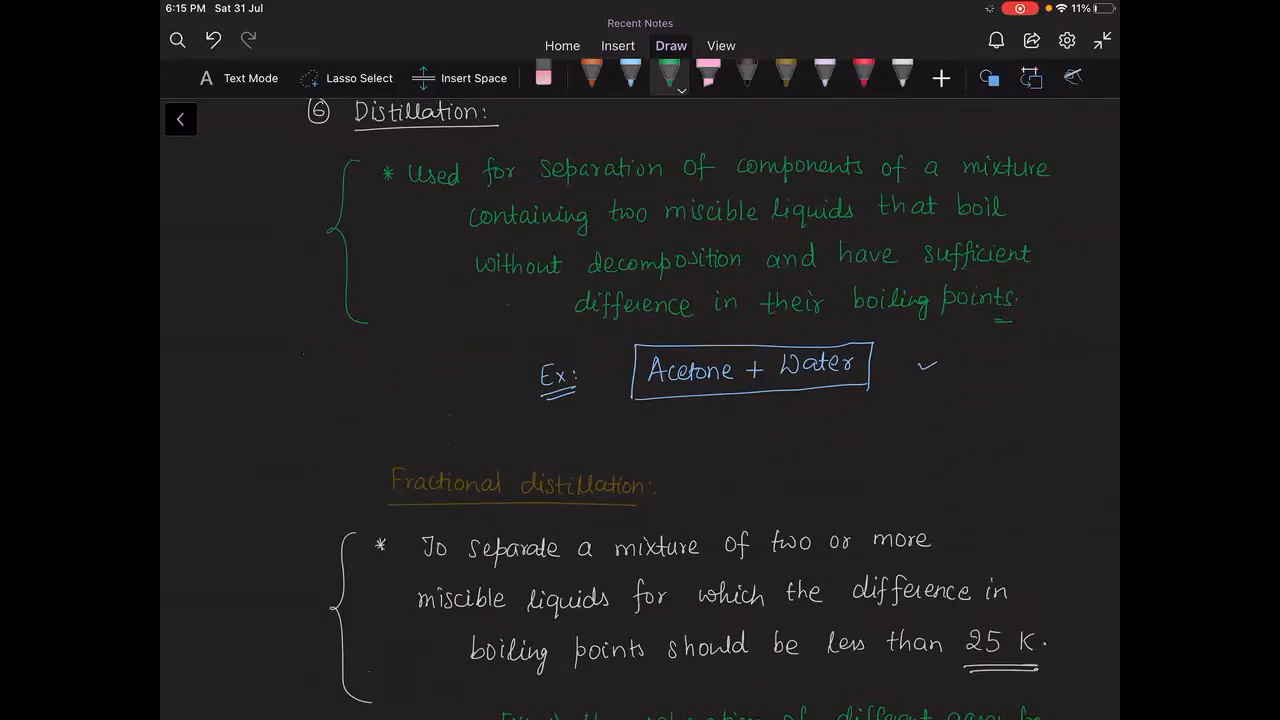 6:15 PM Sat 31 Jul
11%
Recent Notes
Home Insert Draw View
A Text Mode Lasso Select Insert Space
⑥ Distillation:
* Used for separation of components of a mixture
containing two miscible liquids that boil
without decomposition and have sufficient
difference in their boiling points.
Ex: Acetone + Water
Fractional distillation:
* To separate a mixture of two or more
miscible liquids for which the difference in
boiling points should be less than 25 K.
of different gases